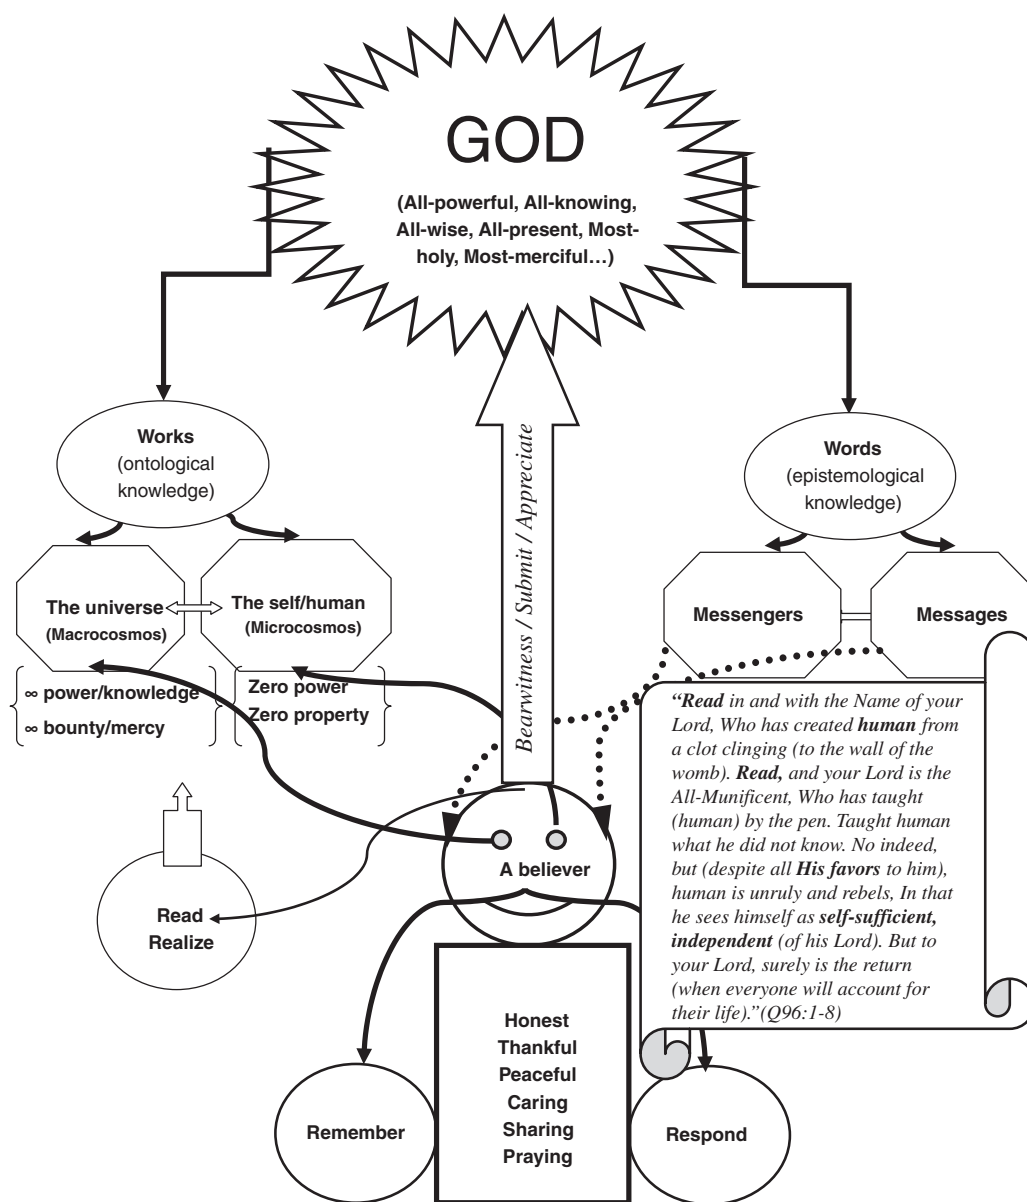 GOD
(All-powerful, All-knowing,
All-wise, All-present, Most-
holy, Most-merciful…)
Works
(ontological
knowledge)
Words
(epistemological
knowledge)
Bearwitness / Submit / Appreciate
The universe
(Macrocosmos)
The self/human
(Microcosmos)
Messengers
Messages
∞ power/knowledge
∞ bounty/mercy
Zero power
Zero property
“Read in and with the Name of your
Lord, Who has created human from
a clot clinging (to the wall of the
womb). Read, and your Lord is the
All-Munificent, Who has taught
(human) by the pen. Taught human
what he did not know. No indeed,
but (despite all His favors to him),
human is unruly and rebels, In that
he sees himself as self-sufficient,
independent (of his Lord). But to
your Lord, surely is the return
(when everyone will account for
their life).”(Q96:1-8)
A believer
Read
Realize
Honest
Thankful
Peaceful
Caring
Sharing
Praying
Remember
Respond